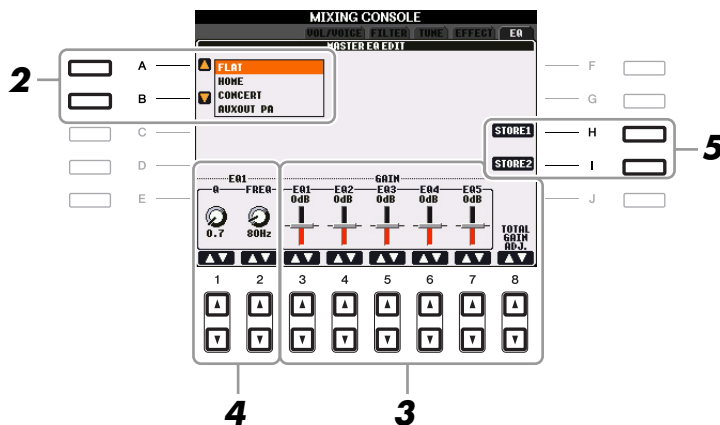 MIXING CONSOLE
VOL/VOICE FILTER TUNE EFFECT EQ
MASTER EQ EDIT
2
A
B
C
D
E
FLAT
HOME
CONCERT
AUXOUT PA
F
G
H
I
J
STORE1
STORE2
5
EQ1
Q FREQ
0.7 80Hz
GAIN
EQ1 EQ2 EQ3 EQ4 EQ5
0dB 0dB 0dB 0dB 0dB
TOTAL
GAIN
ADJ.
1 2 3 4 5 6 7 8
4 3